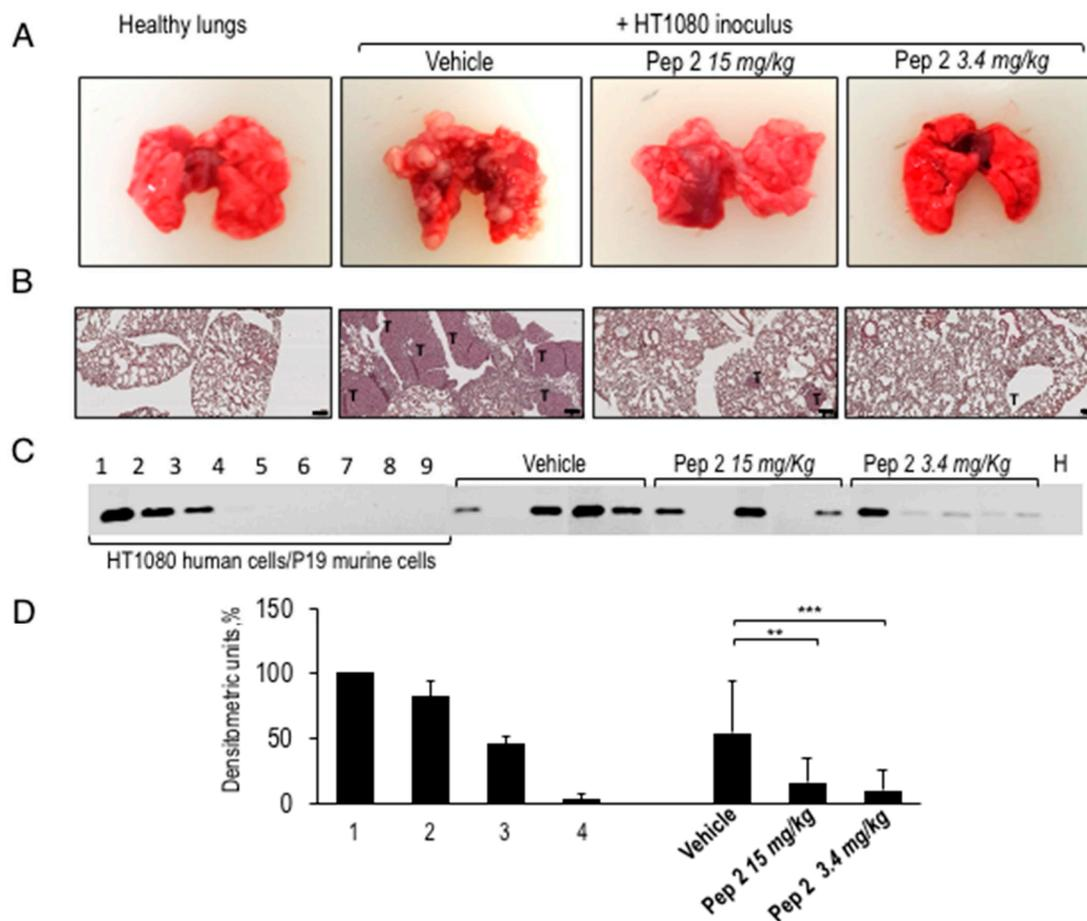 A
Healthy lungs
+ HT1080 inoculus
Vehicle
Pep 2 15 mg/kg
Pep 2 3.4 mg/kg
B
T T T T T T
T T
T
C
1 2 3 4 5 6 7 8 9
Vehicle
Pep 2 15 mg/Kg
Pep 2 3.4 mg/Kg
H
HT1080 human cells/P19 murine cells
D
Densitometric units,%
150
100
50
0
**
***
1 2 3 4
Vehicle
Pep 2 15 mg/kg
Pep 2 3.4 mg/kg